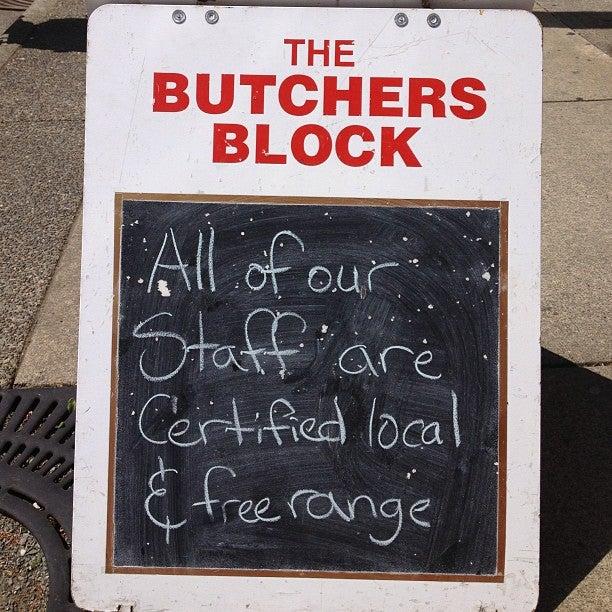 THE
BUTCHERS
BLOCK
All of our
Staff are
Certified local
& free range